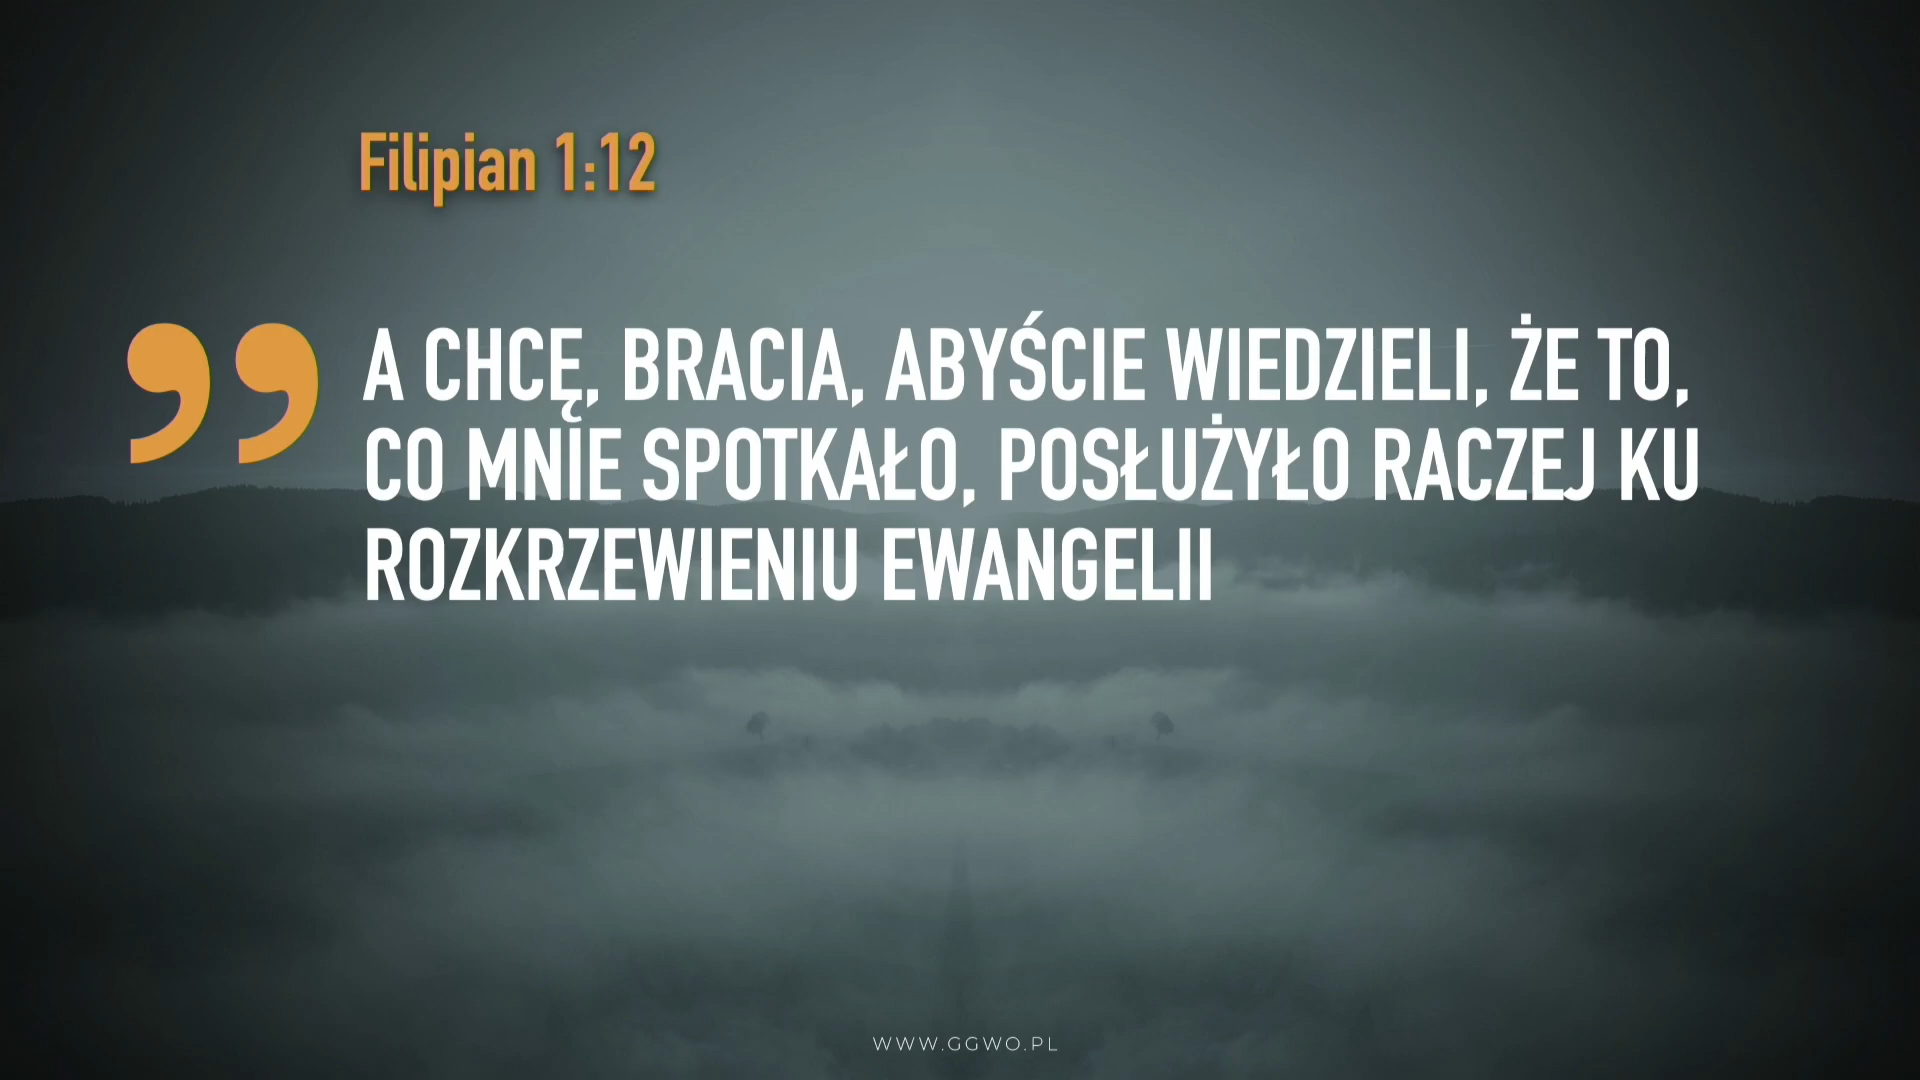 Filipian 1:12
” A CHCĘ, BRACIA, ABYŚCIE WIEDZIELI, ŻE TO,
CO MNIE SPOTKAŁO, POSŁUŻYŁO RACZEJ KU
ROZKRZEWIENIU EWANGELII
WWW.GGWO.PL